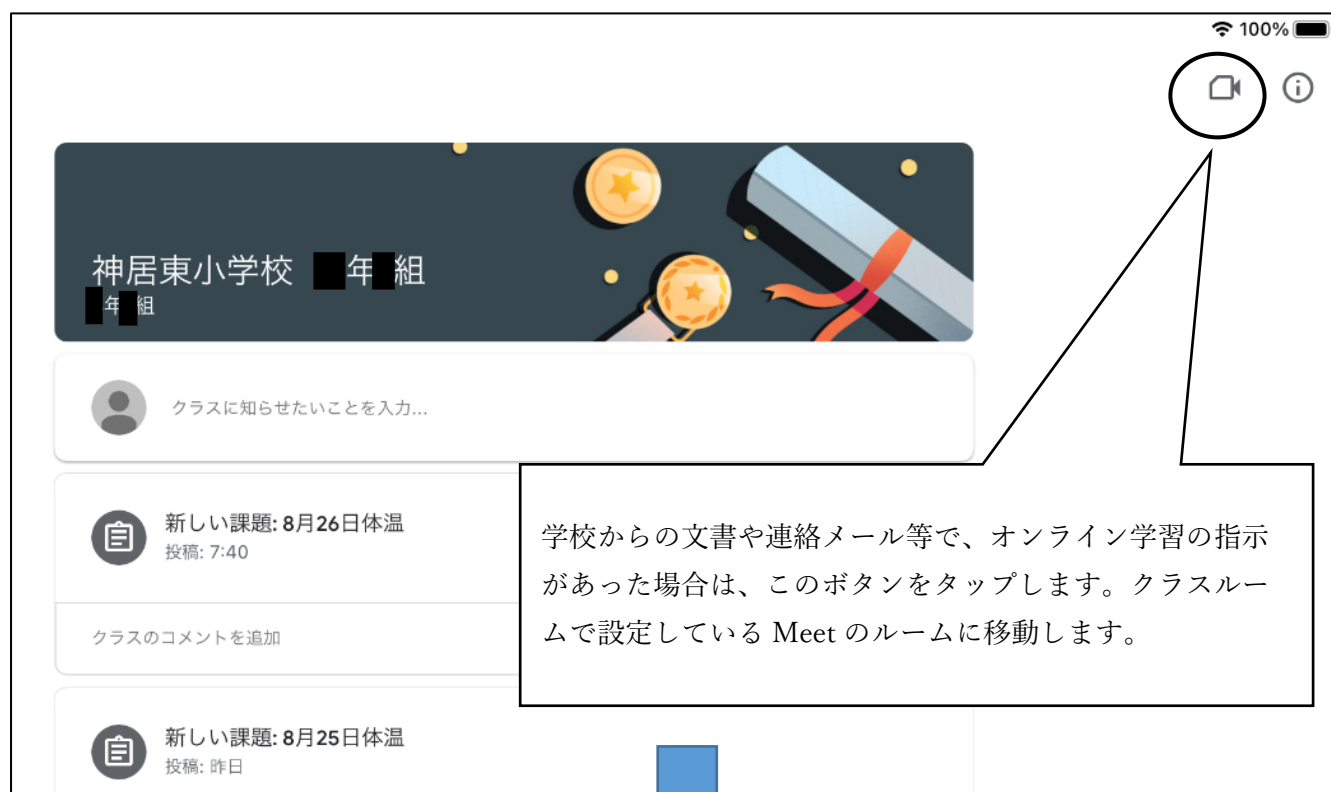 100%
神居東小学校 年 組
年 組
クラスに知らせたいことを入力...
新しい課題: 8月26日体温
投稿: 7:40
クラスのコメントを追加
学校からの文書や連絡メール等で、オンライン学習の指示
があった場合は、このボタンをタップします。クラスルー
ムで設定している Meet のルームに移動します。
新しい課題: 8月25日体温
投稿: 昨日